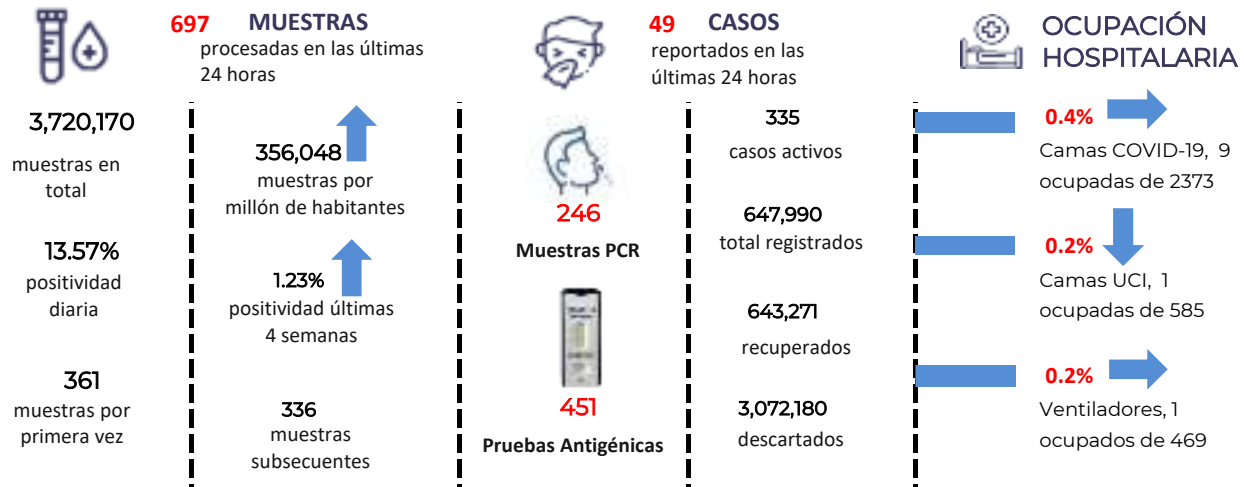 697 MUESTRAS
procesadas en las últimas
24 horas
3,720,170
muestras en
total
13.57%
positividad
diaria
361
muestras por
primera vez
356,048
muestras por
millón de habitantes
1.23%
positividad últimas
4 semanas
336
muestras
subsecuentes
49 CASOS
reportados en las
últimas 24 horas
246
Muestras PCR
451
Pruebas Antigénicas
335
casos activos
647,990
total registrados
643,271
recuperados
3,072,180
descartados
OCUPACIÓN
HOSPITALARIA
0.4%
Camas COVID-19, 9
ocupadas de 2373
0.2%
Camas UCI, 1
ocupadas de 585
0.2%
Ventiladores, 1
ocupados de 469